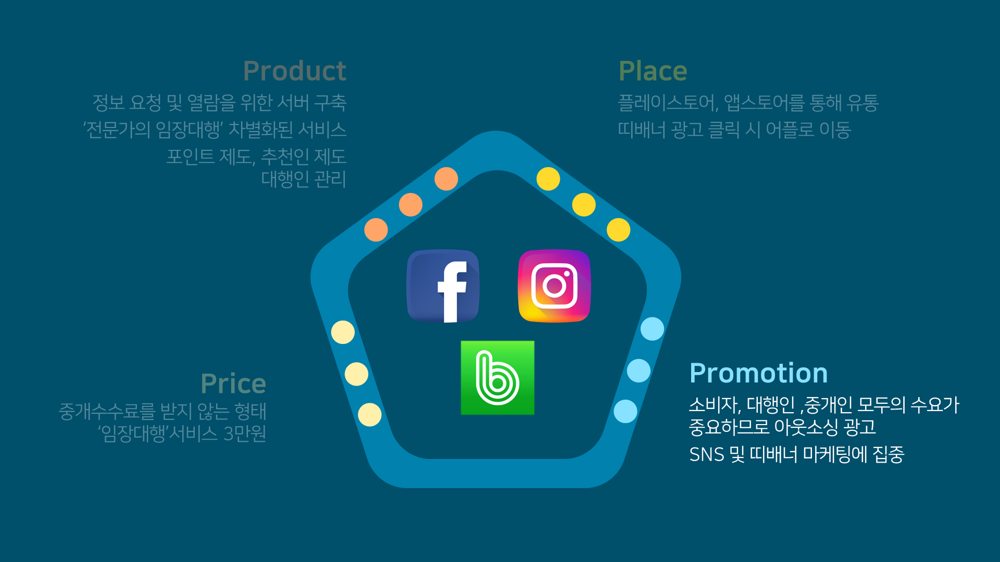 Product
정보 요청 및 열람을 위한 서버 구축
‘전문가의 임장대행’ 차별화된 서비스
포인트 제도, 추천인 제도
대행인 관리
Place
플레이스토어, 앱스토어를 통해 유통
띠배너 광고 클릭 시 어플로 이동
Price
중개수수료를 받지 않는 형태
‘임장대행’서비스 3만원
Promotion
소비자, 대행인 ,중개인 모두의 수요가
중요하므로 아웃소싱 광고
SNS 및 띠배너 마케팅에 집중